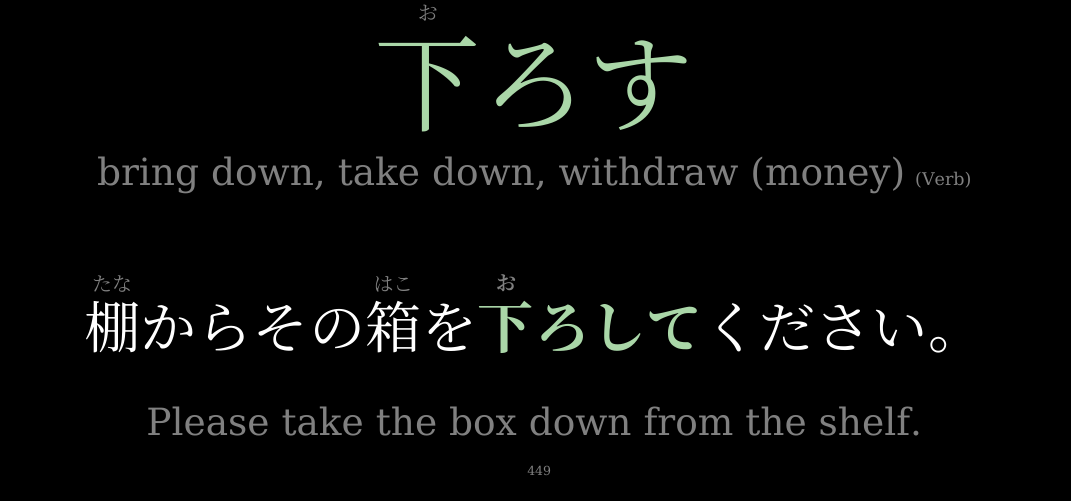 お
下ろす
bring down, take down, withdraw (money) (Verb)
たな はこ お
棚からその箱を下ろしてください。
Please take the box down from the shelf.
449